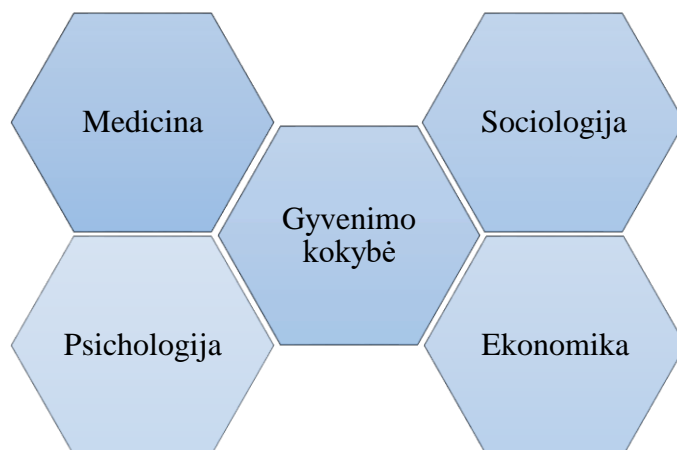 Medicina
Sociologija
Gyvenimo
kokybė
Psichologija
Ekonomika